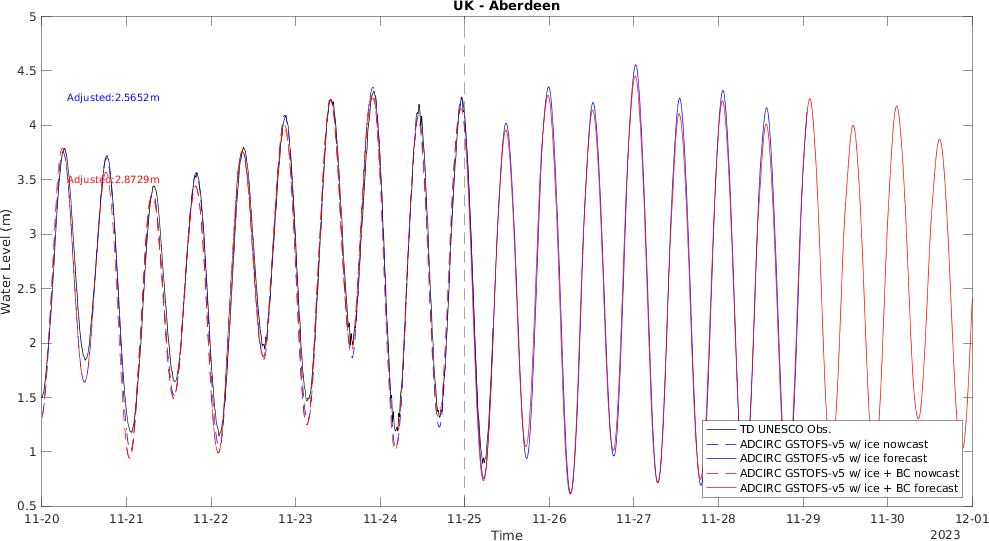 UK - Aberdeen
5
4.5
4
3.5
3
2.5
2
1.5
1
0.5
Water Level (m)
Adjusted:2.5652m
Adjusted:2.8729m
TD UNESCO Obs.
ADCIRC GSTOFS-v5 w/ ice nowcast
ADCIRC GSTOFS-v5 w/ ice forecast
ADCIRC GSTOFS-v5 w/ ice + BC nowcast
ADCIRC GSTOFS-v5 w/ ice + BC forecast
11-20 11-21 11-22 11-23 11-24 11-25 11-26 11-27 11-28 11-29 11-30 12-01
Time
2023